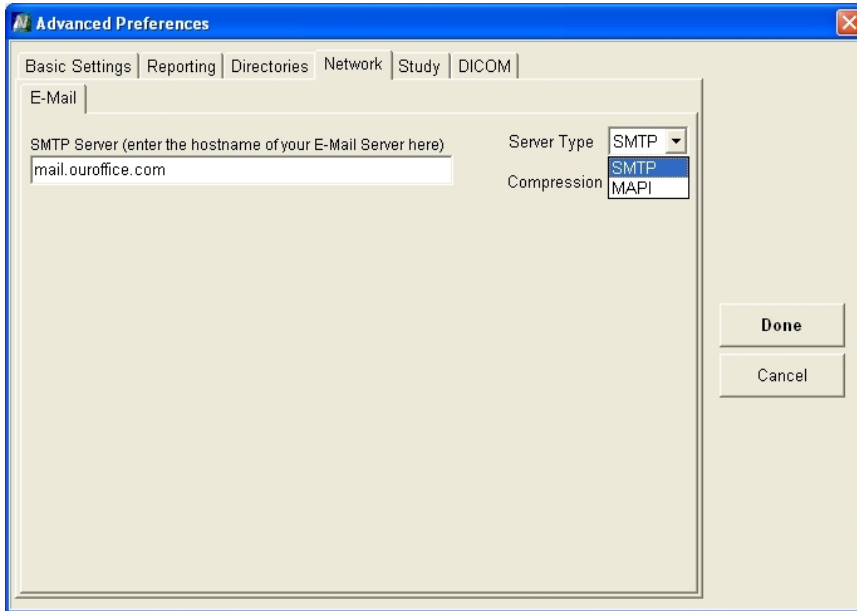 Advanced Preferences
Basic Settings Reporting Directories Network Study DICOM
E-Mail
SMTP Server (enter the hostname of your E-Mail Server here)
mail.ouroffice.com
Server Type SMTP
SMTP
Compression MAPI
Done
Cancel